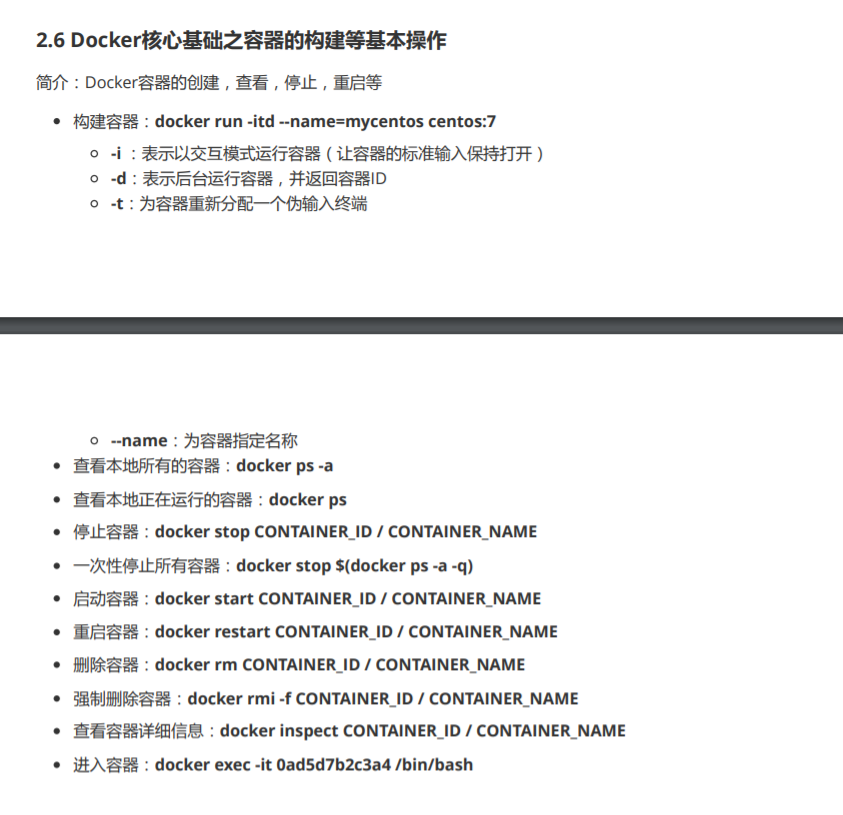 2.6 Docker核心基础之容器的构建等基本操作
简介：Docker容器的创建，查看，停止，重启等
• 构建容器：docker run -itd --name=mycentos centos:7
◦ -i ：表示以交互模式运行容器（让容器的标准输入保持打开）
◦ -d：表示后台运行容器，并返回容器ID
◦ -t：为容器重新分配一个伪输入终端
◦ --name：为容器指定名称
• 查看本地所有的容器：docker ps -a
• 查看本地正在运行的容器：docker ps
• 停止容器：docker stop CONTAINER_ID / CONTAINER_NAME
• 一次性停止所有容器：docker stop $(docker ps -a -q)
• 启动容器：docker start CONTAINER_ID / CONTAINER_NAME
• 重启容器：docker restart CONTAINER_ID / CONTAINER_NAME
• 删除容器：docker rm CONTAINER_ID / CONTAINER_NAME
• 强制删除容器：docker rmi -f CONTAINER_ID / CONTAINER_NAME
• 查看容器详细信息：docker inspect CONTAINER_ID / CONTAINER_NAME
• 进入容器：docker exec -it 0ad5d7b2c3a4 /bin/bash